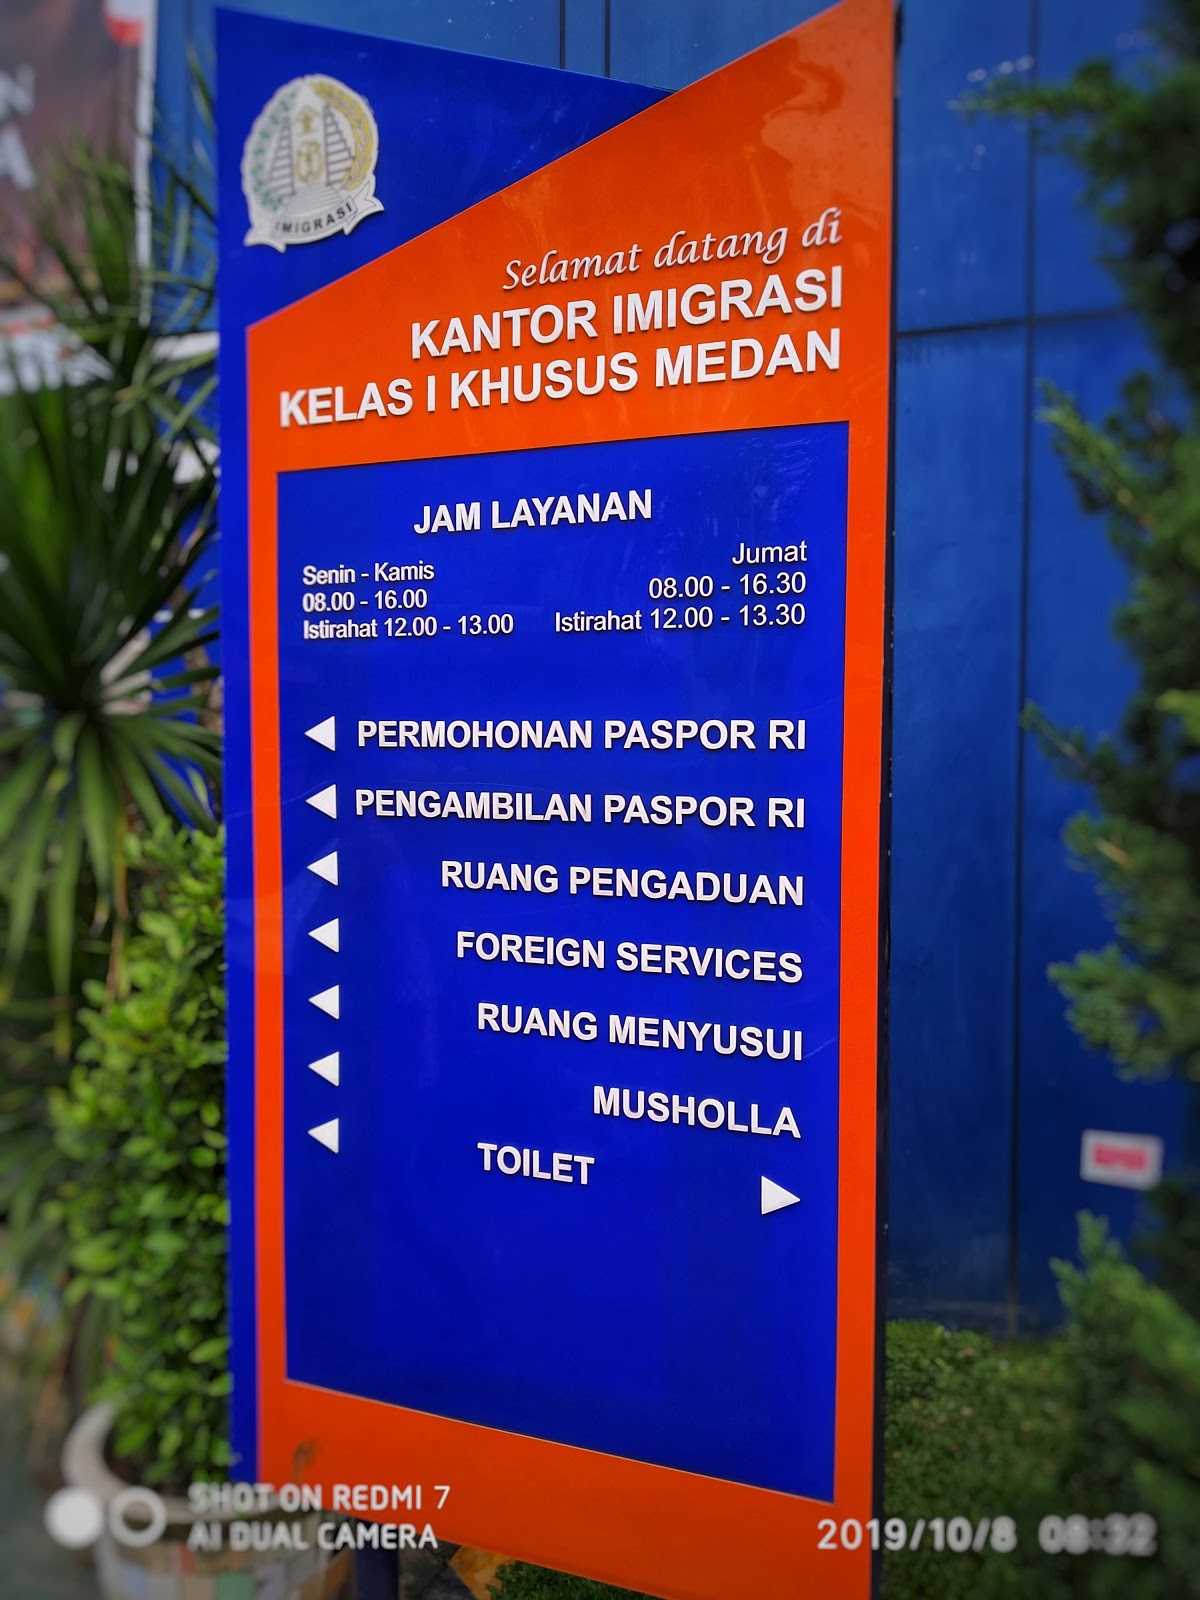 IMIGRASI
Selamat datang di
KANTOR IMIGRASI
KELAS I KHUSUS MEDAN
JAM LAYANAN
Senin - Kamis
08.00 - 16.00
Istirahat 12.00 - 13.00
Jumat
08.00 - 16.30
Istirahat 12.00 - 13.30
PERMOHONAN PASPOR RI
PENGAMBILAN PASPOR RI
RUANG PENGADUAN
FOREIGN SERVICES
RUANG MENYUSUI
MUSHOLLA
TOILET
SHOT ON REDMI 7
AI DUAL CAMERA
2019/10/8 08:32